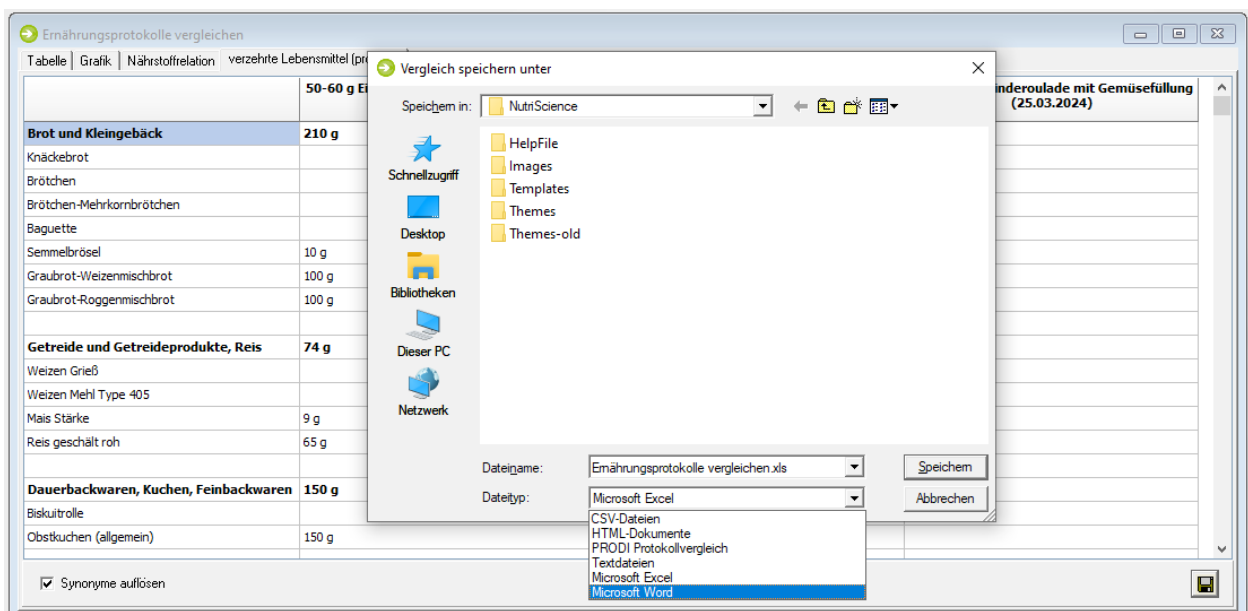 Ernährungsprotokolle vergleichen
Tabelle Grafik Nährstoffrelation verzehrte Lebensmittel
50-60 g
inderoulade mit Gemüsefüllung
(25.03.2024)
Brot und Kleingebäck 210 g
Knäckebrot
Brötchen
Brötchen-Mehrkornbrötchen
Baguette
Semmelbrösel 10 g
Graubrot-Weizenmischbrot 100 g
Graubrot-Roggenmischbrot 100 g
Getreide und Getreideprodukte, Reis 74 g
Weizen Grieß
Weizen Mehl Type 405
Mais Stärke 9 g
Reis geschält roh 65 g
Dauerbackwaren, Kuchen, Feinbackwaren 150 g
Biskuitrolle
Obstkuchen (allgemein) 150 g
Synonyme auflösen
Vergleich speichern unter
Speichern in: NutriScience
Schnellzugriff
Desktop
Bibliotheken
Dieser PC
Netzwerk
HelpFile
Images
Templates
Themes
Themes-old
Dateiname: Ernährungsprotokolle vergleichen.xls Speichern
Dateityp: Microsoft Excel Abbrechen
CSV-Dateien
HTML-Dokumente
PRODI Protokollvergleich
Textdateien
Microsoft Excel
Microsoft Word